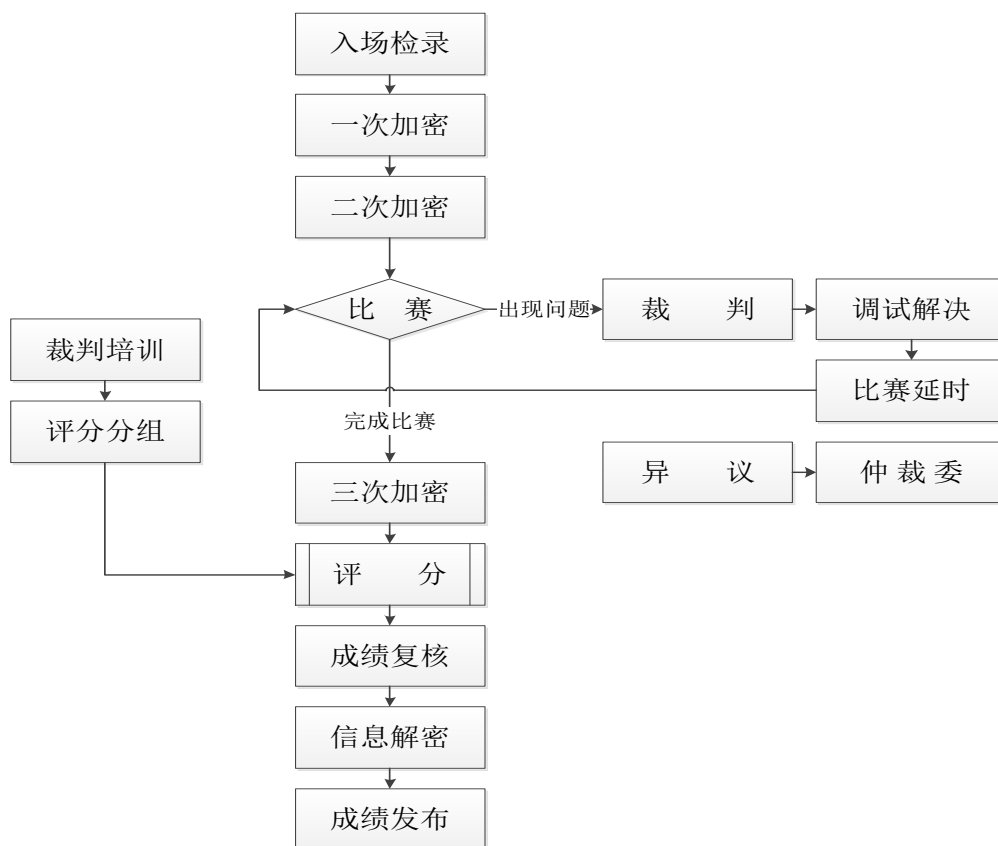 入场检录
一次加密
二次加密
比 赛
出现问题
裁 判
调试解决
裁判培训
比赛延时
评分分组
完成比赛
异 议
仲 裁 委
三次加密
评 分
成绩复核
信息解密
成绩发布